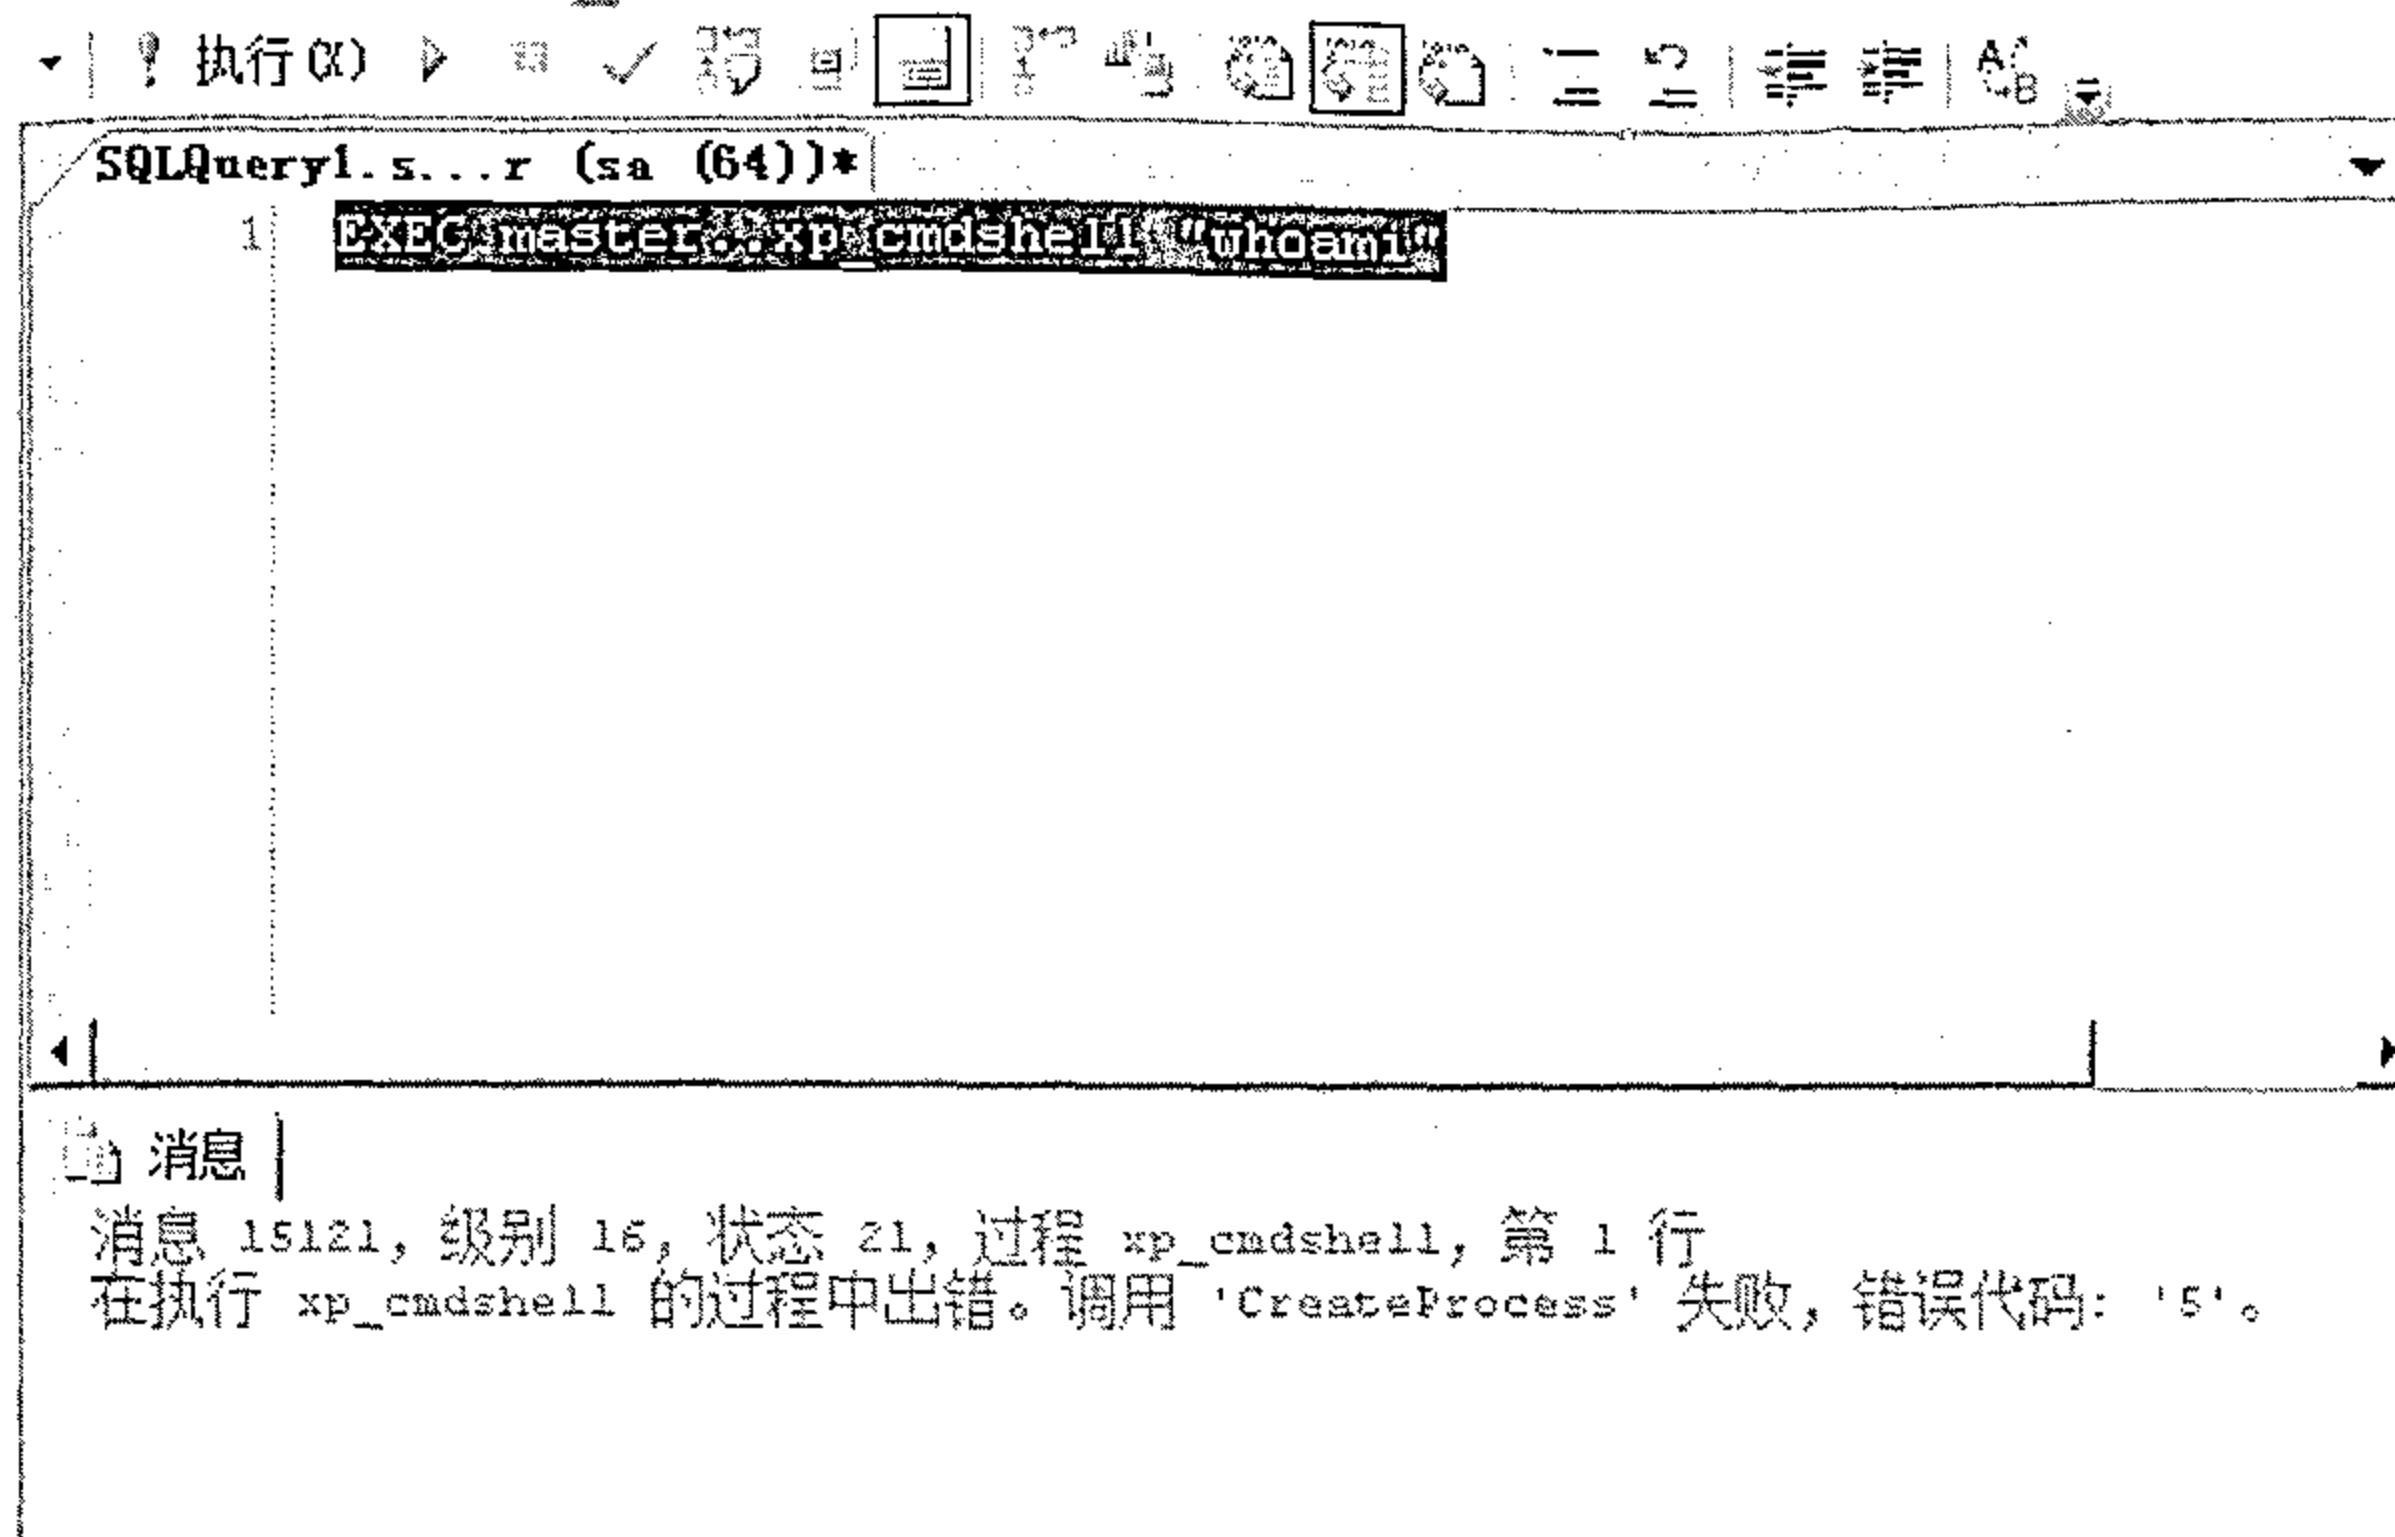 执行(X)
SQLQuery1.s...r (sa (64))*
1 EXEC master..xp_cmdshell "whoami"
消息
消息 15121, 级别 16, 状态 21, 过程 xp_cmdshell, 第 1 行
在执行 xp_cmdshell 的过程中出错。调用 'CreateProcess' 失败, 错误代码: '5'。